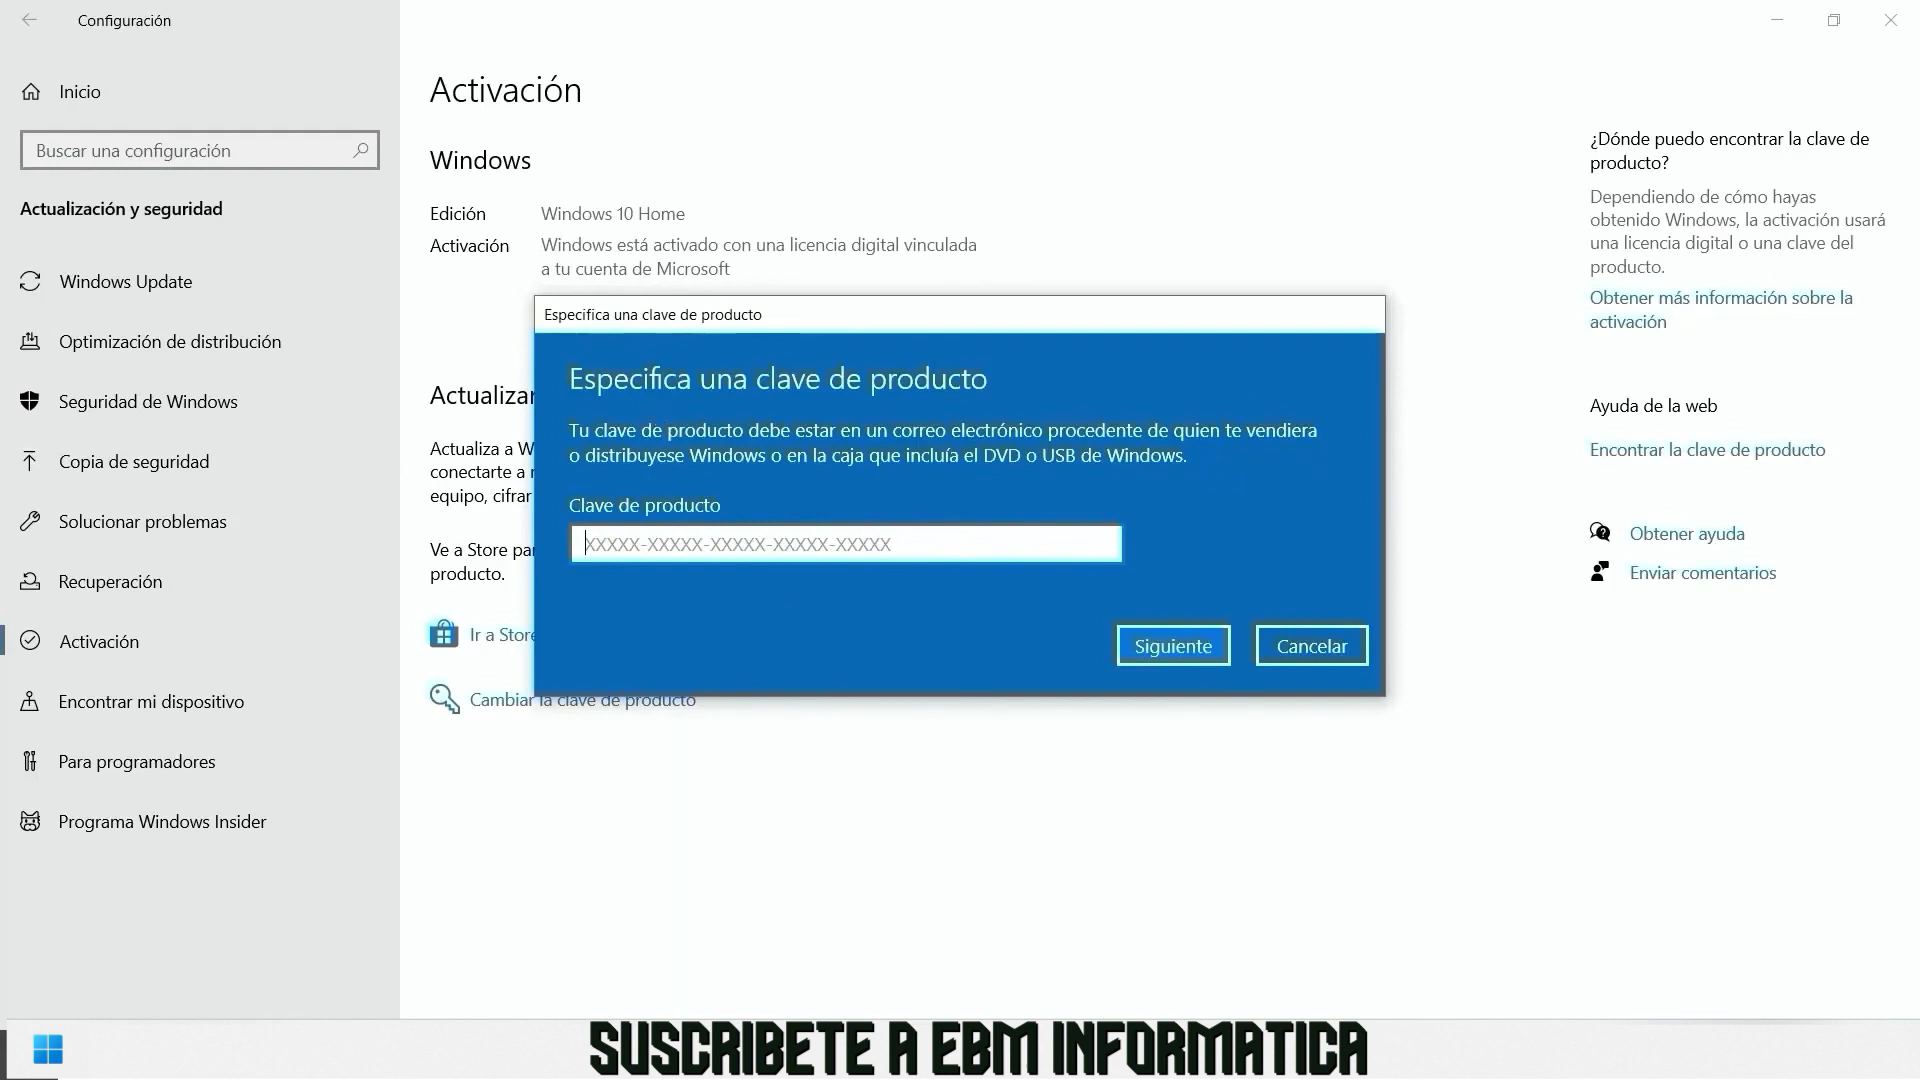 Configuración
Inicio
Buscar una configuración
Actualización y seguridad
Windows Update
Optimización de distribución
Seguridad de Windows
Copia de seguridad
Solucionar problemas
Recuperación
Activación
Encontrar mi dispositivo
Para programadores
Programa Windows Insider
Activación
Windows
Edición Windows 10 Home
Activación Windows está activado con una licencia digital vinculada
a tu cuenta de Microsoft
Actualizar
Actualiza a W
conectarte a
equipo, cifrar
Ve a Store par
producto.
Ir a Store
Cambiar la clave de producto
Especifica una clave de producto
Especifica una clave de producto
Tu clave de producto debe estar en un correo electrónico procedente de quien te vendiera
o distribuyese Windows o en la caja que incluía el DVD o USB de Windows.
Clave de producto
XXXXX-XXXXX-XXXXX-XXXXX-XXXXX
Siguiente Cancelar
¿Dónde puedo encontrar la clave de
producto?
Dependiendo de cómo hayas
obtenido Windows, la activación usará
una licencia digital o una clave del
producto.
Obtener más información sobre la
activación
Ayuda de la web
Encontrar la clave de producto
Obtener ayuda
Enviar comentarios
SUSCRIBETE A EBM INFORMATICA